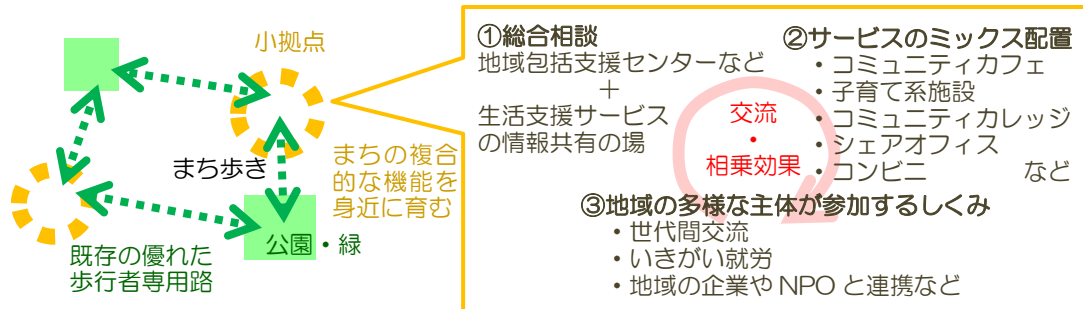 小拠点
まち歩き
まちの複合
的な機能を
身近に育む
既存の優れた
歩行者専用路
公園・緑
①総合相談
地域包括支援センターなど
＋
生活支援サービス
の情報共有の場
②サービスのミックス配置
・コミュニティカフェ
・子育て系施設
・コミュニティカレッジ
・シェアオフィス
・コンビニ　　　　など
交流
・
相乗効果
③地域の多様な主体が参加するしくみ
・世代間交流
・いきがい就労
・地域の企業や NPO と連携など